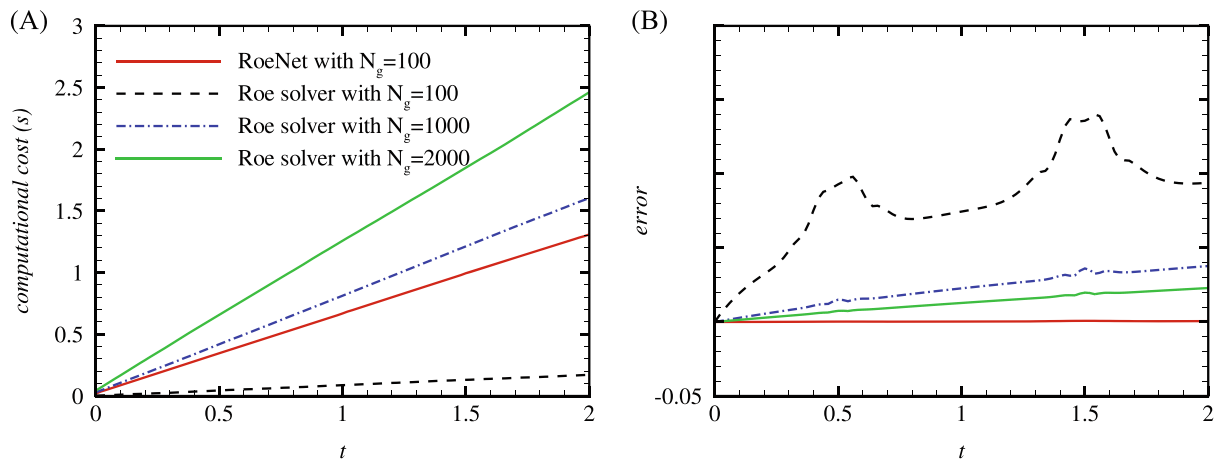 (A)
3
2.5
2
1.5
1
0.5
0
computational cost (s)
RoeNet with N_g=100
Roe solver with N_g=100
Roe solver with N_g=1000
Roe solver with N_g=2000
0 0.5 1 1.5 2
t
(B)
error
-0.05
0 0.5 1 1.5 2
t